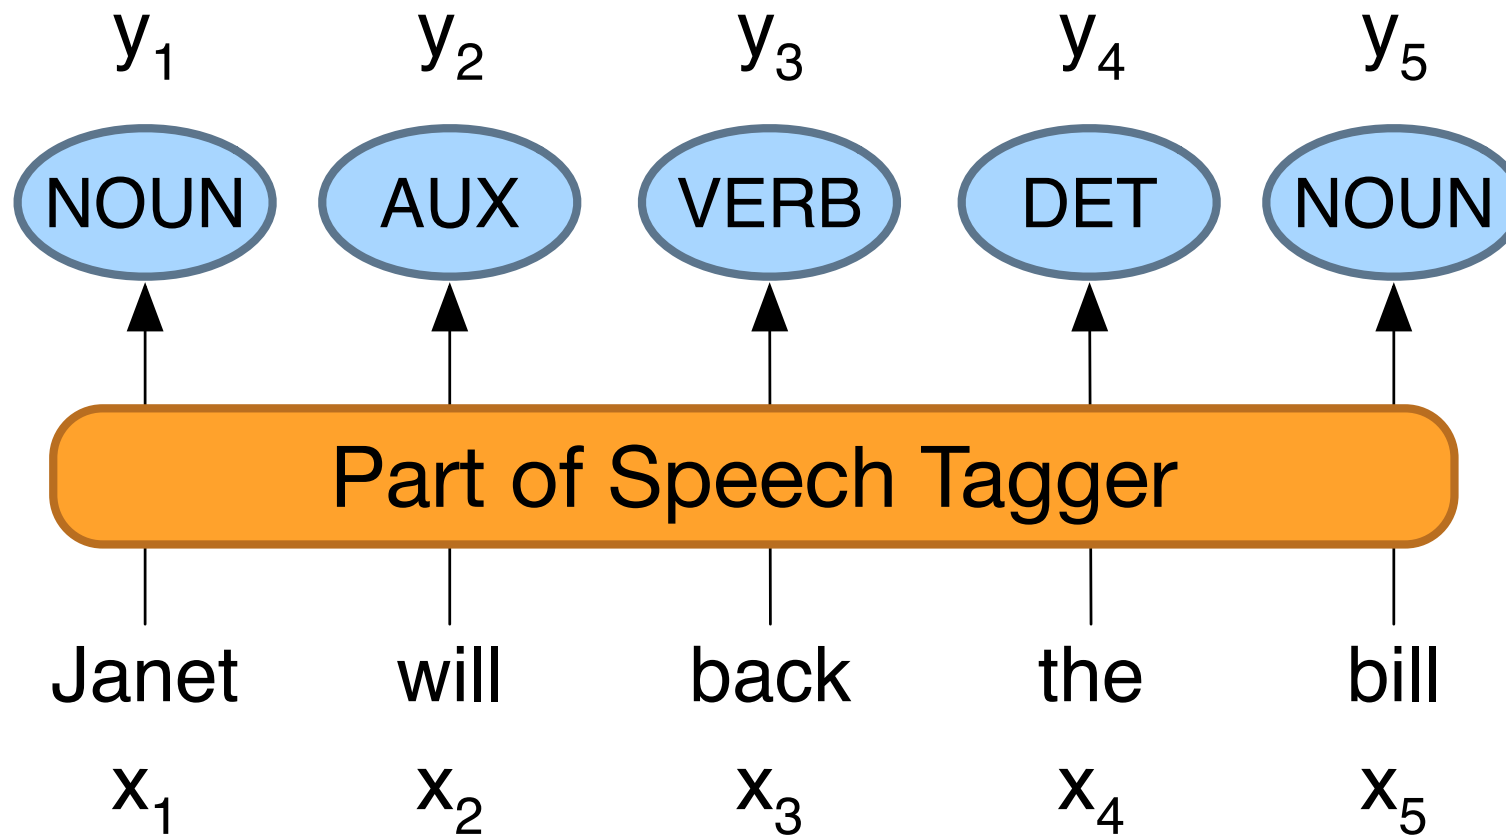 y₁ y₂ y₃ y₄ y₅
NOUN AUX VERB DET NOUN
Part of Speech Tagger
Janet will back the bill
x₁ x₂ x₃ x₄ x₅